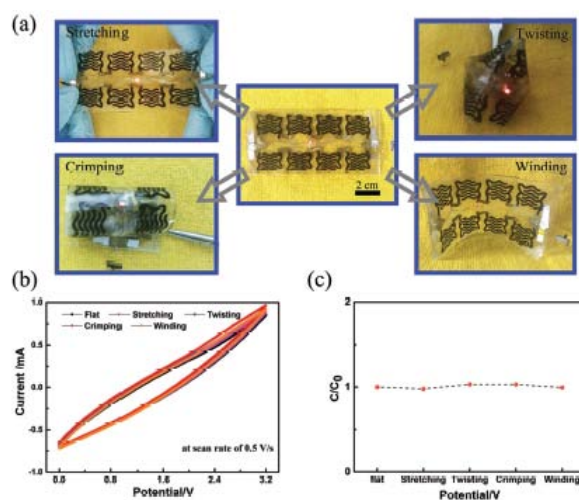 (a)
Stretching
Twisting
Crimping
2 cm
Winding
(b)
(c)
Current /mA
1.0
0.5
0.0
-0.5
-1.0
Flat Stretching Twisting
Crimping Winding
at scan rate of 0.5 V/s
0.0 0.8 1.6 2.4 3.2
Potential/V
C/C0
2
1
0
flat Stretching Twisting Crimping Winding
Potential/V